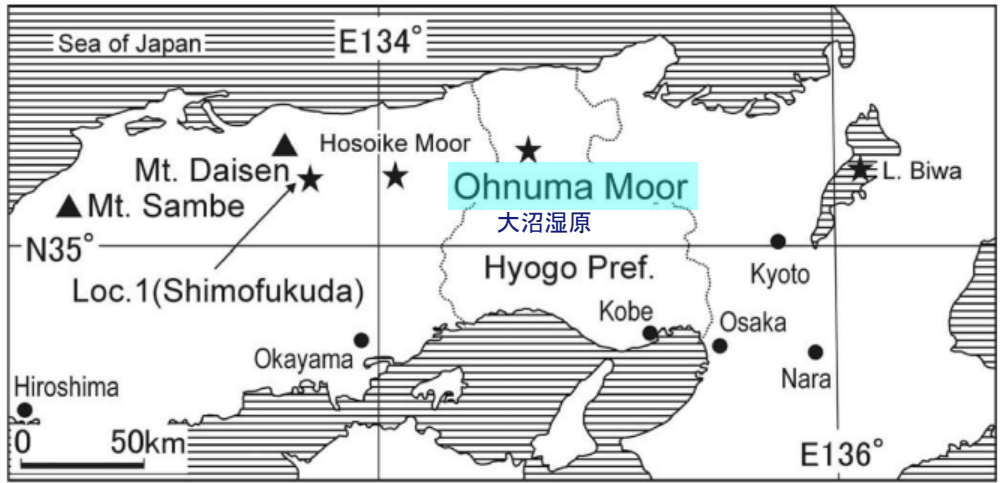 Sea of Japan
E134°
Hosoike Moor
Mt. Daisen
Ohnuma Moor
大沼湿原
L. Biwa
Mt. Sambe
N35°
Hyogo Pref.
Kyoto
Loc.1(Shimofukuda)
Kobe
Osaka
Okayama
Nara
Hiroshima
0 50km
E136°